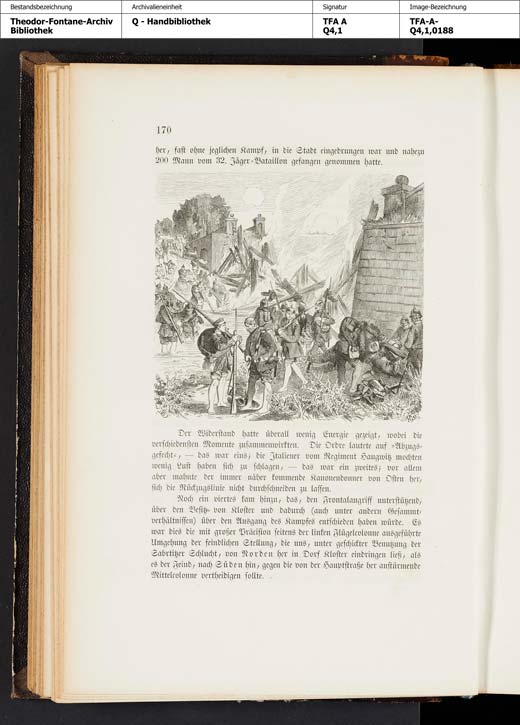 Bestandsbezeichnung
Archivalieneinheit
Signatur
Image-Bezeichnung
Theodor-Fontane-Archiv
Bibliothek
Q - Handbibliothek
TFA A
Q4,1
TFA-A-
Q4,1,0188
170
her, fast ohne jeglichen Kampf, in die Stadt eingedrungen war und nahezu
200 Mann vom 32. Jäger-Bataillon gefangen genommen hatte.
Der Widerstand hatte überall wenig Energie gezeigt, wobei die
verschiedensten Momente zusammenwirkten. Die Ordre lautete auf »Abzugs-
gefecht«, — das war eins; die Italiener vom Regiment Haugwitz mochten
wenig Lust haben sich zu schlagen, — das war ein zweites; vor allem
aber mahnte der immer näher kommende Kanonendonner von Osten her,
sich die Rückzugslinie nicht durchschneiden zu lassen.
Noch ein viertes kam hinzu, das, den Frontalangriff unterstützend,
über den Besitz von Kloster und dadurch (auch unter andern Gesammt-
verhältnissen) über den Ausgang des Kampfes entschieden haben würde. Es
war dies die mit großer Präcision seitens der linken Flügelcolonne ausgeführte
Umgehung der feindlichen Stellung, die uns, unter geschickter Benutzung der
Sabrtitzer Schlucht, von Norden her in Dorf Kloster eindringen ließ, als
es der Feind, nach Süden hin, gegen die von der Hauptstraße her anstürmende
Mittelcolonne vertheidigen sollte.